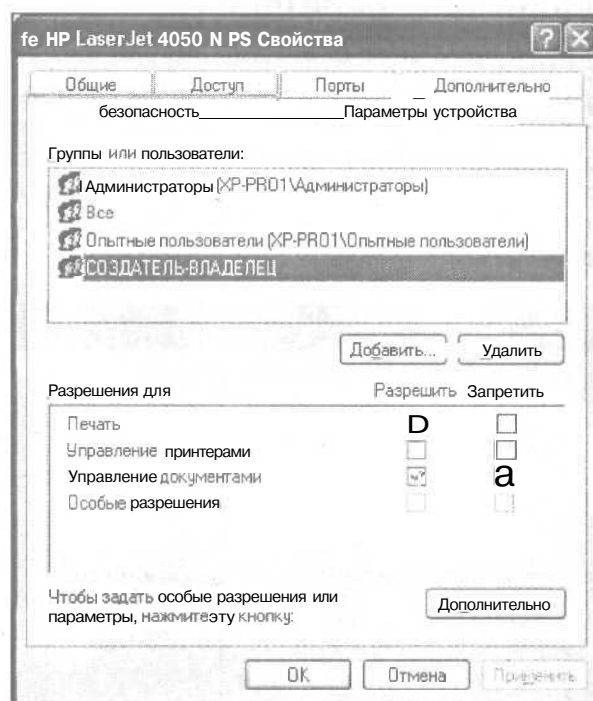 fe HP LaserJet 4050 N PS Свойства
Общие Доступ Порты Дополнительно
безопасность Параметры устройства
Группы или пользователи:
Администраторы (XP-PRO1\Администраторы)
Все
Опытные пользователи (XP-PRO1\Опытные пользователи)
СОЗДАТЕЛЬ-ВЛАДЕЛЕЦ
Добавить... Удалить
Разрешения для Разрешить Запретить
Печать D
Управление принтерами
Управление документами a
Особые разрешения
Чтобы задать особые разрешения или
параметры, нажмите эту кнопку: Дополнительно
OK Отмена Применить